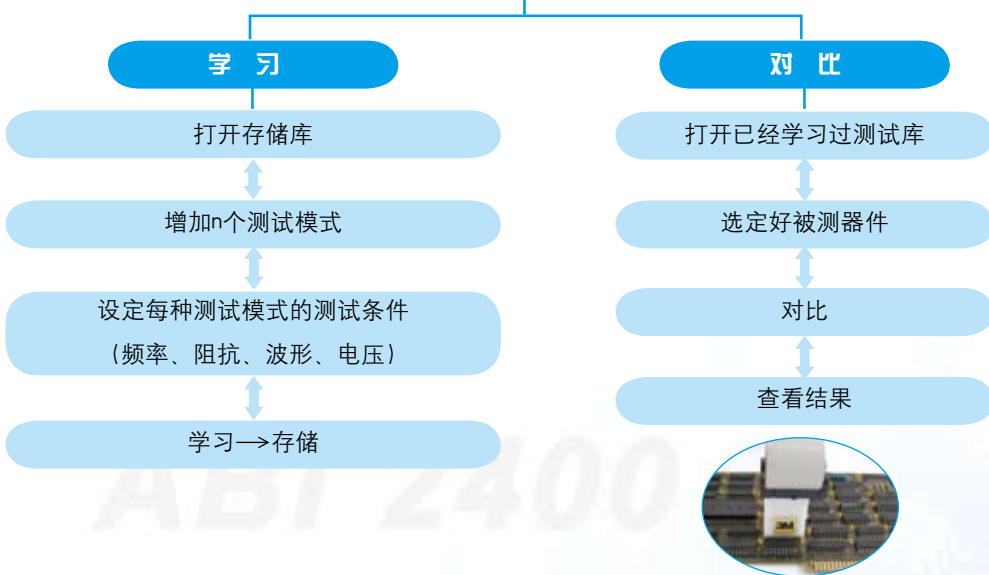 学 习
打开存储库
增加n个测试模式
设定每种测试模式的测试条件
（频率、阻抗、波形、电压）
学习→存储
对 比
打开已经学习过测试库
选定好被测器件
对比
查看结果
3M
ABI 2400